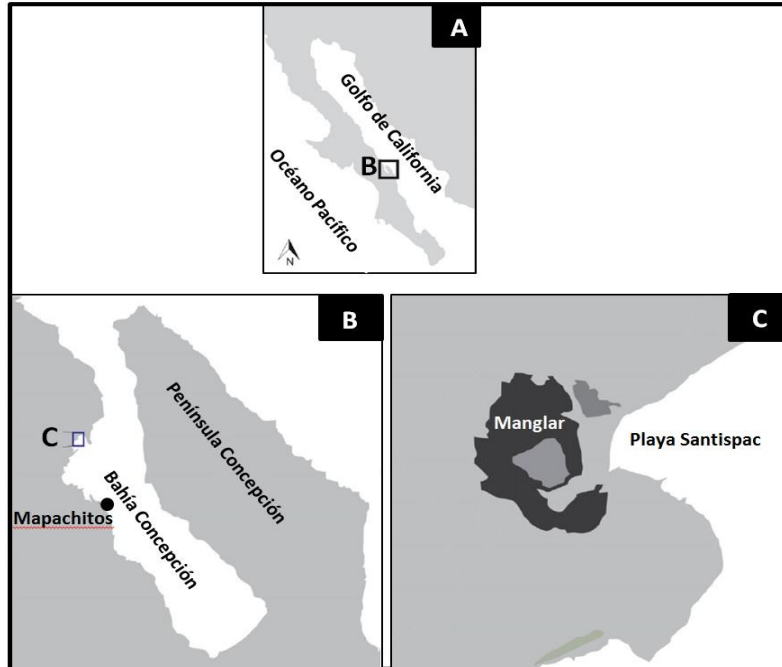 A
Golfo de California
B
Océano Pacífico
N
B
Península Concepción
C
Bahía Concepción
Mapachitos
C
Manglar
Playa Santispac